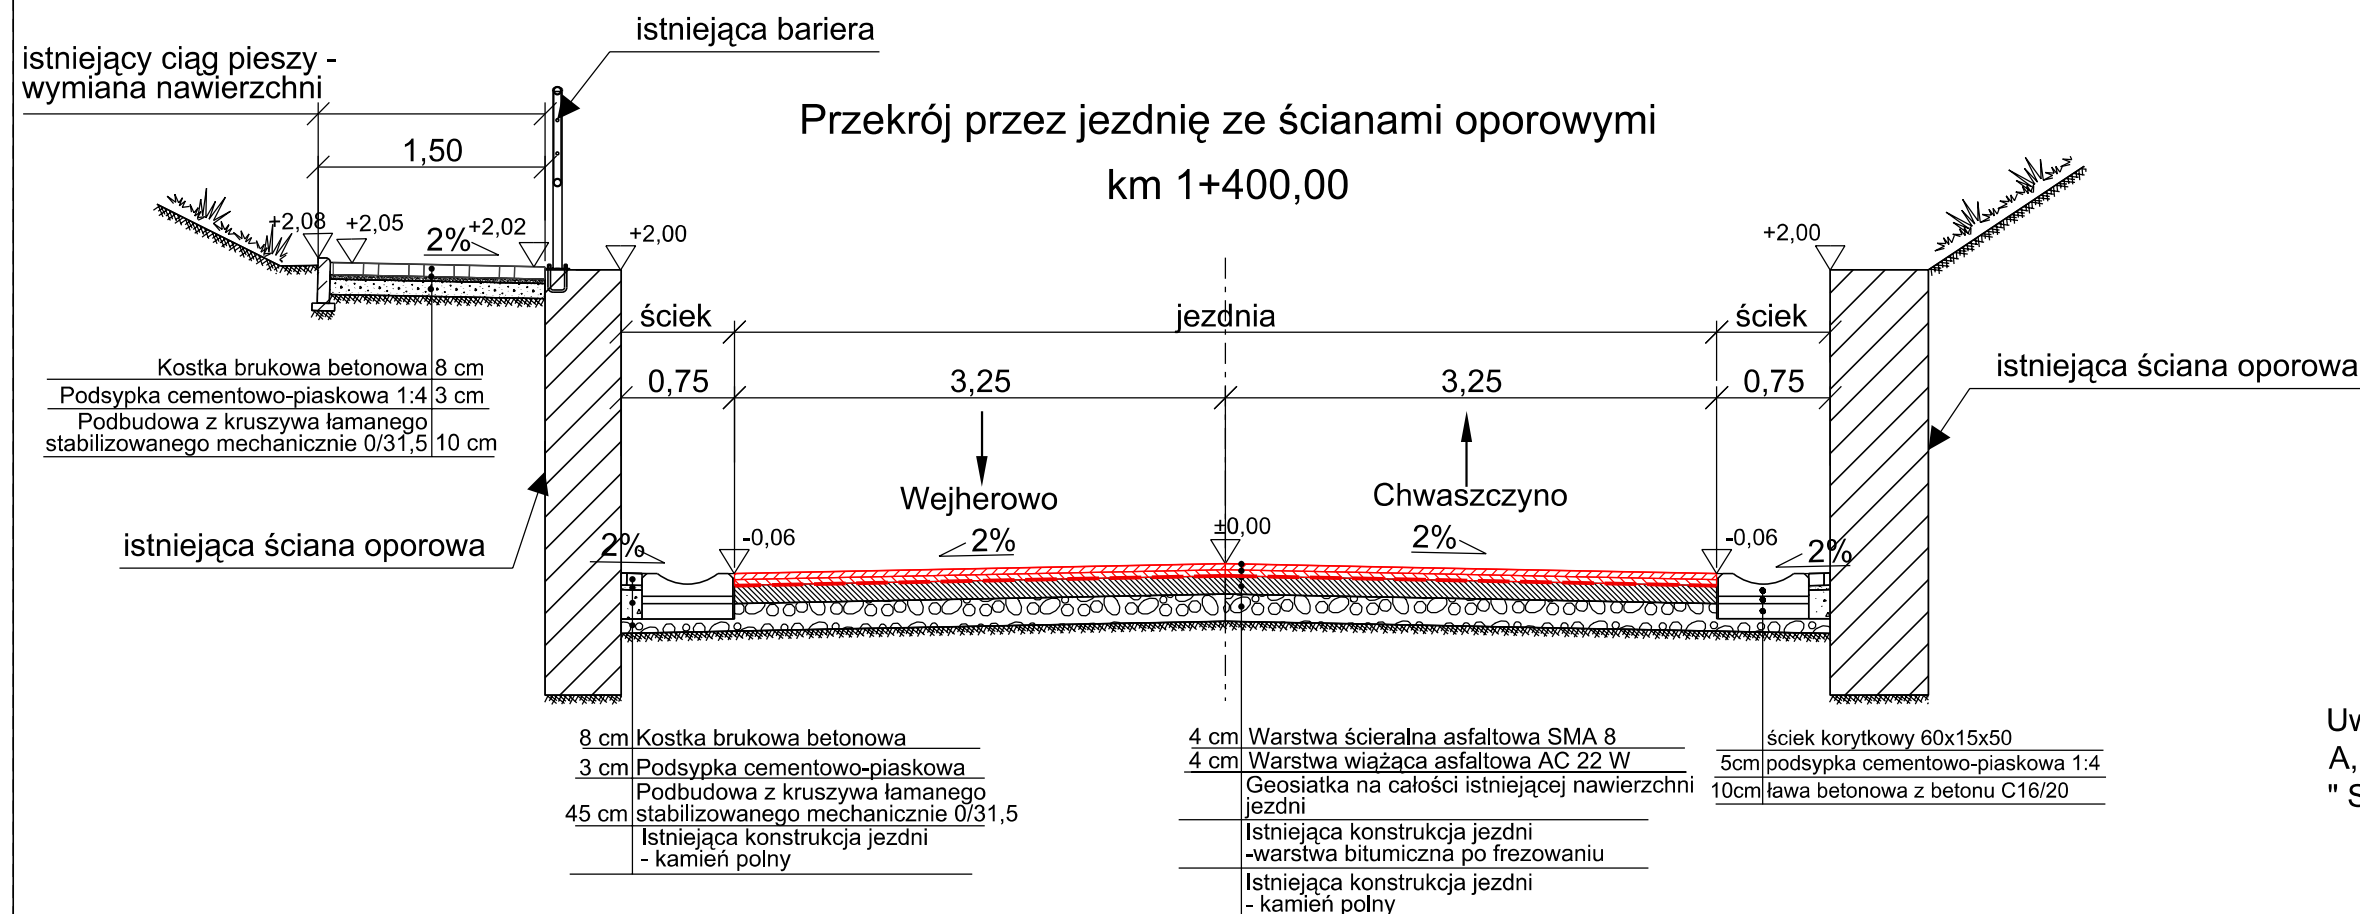 istniejąca bariera
istniejący ciąg pieszy -
wymiana nawierzchni
Przekrój przez jezdnię ze ścianami oporowymi
km 1+400,00
1,50
+2,08
+2,05
2%
+2,02
+2,00
+2,00
ściek
jezdnia
ściek
istniejąca ściana oporowa
0,75
3,25
3,25
0,75
Kostka brukowa betonowa 8 cm
Podsypka cementowo-piaskowa 1:4 3 cm
Podbudowa z kruszywa łamanego
stabilizowanego mechanicznie 0/31,5 10 cm
Wejherowo
Chwaszczyno
istniejąca ściana oporowa
2%
-0,06
2%
±0,00
2%
-0,06
2%
8 cm Kostka brukowa betonowa
3 cm Podsypka cementowo-piaskowa
Podbudowa z kruszywa łamanego
45 cm stabilizowanego mechanicznie 0/31,5
Istniejąca konstrukcja jezdni
- kamień polny
4 cm Warstwa ścieralna asfaltowa SMA 8
4 cm Warstwa wiążąca asfaltowa AC 22 W
Geosiatka na całości istniejącej nawierzchni
jezdni
Istniejąca konstrukcja jezdni
-warstwa bitumiczna po frezowaniu
Istniejąca konstrukcja jezdni
- kamień polny
ściek korytkowy 60x15x50
5cm podsypka cementowo-piaskowa 1:4
10cm ława betonowa z betonu C16/20
A,
" S